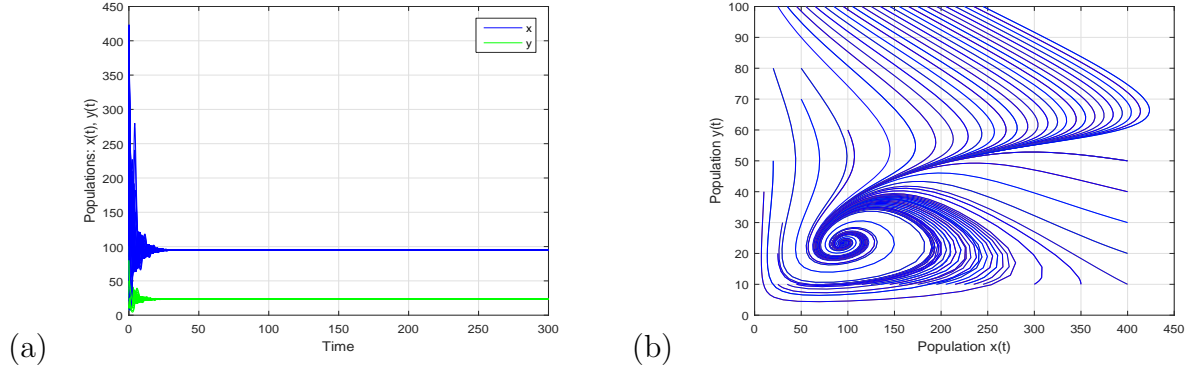 (a)
Populations: x(t), y(t)
450
400
350
300
250
200
150
100
50
0
0 50 100 150 200 250 300
Time
x
y
(b)
Population y(t)
100
90
80
70
60
50
40
30
20
10
0
0 50 100 150 200 250 300 350 400 450
Population x(t)